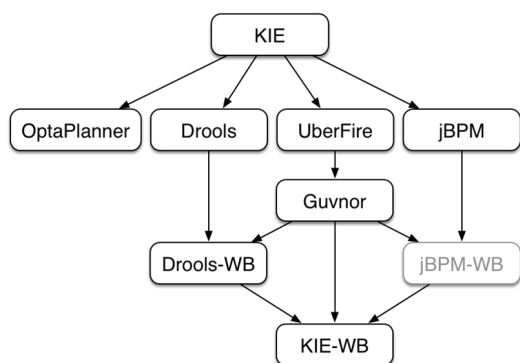 KIE
OptaPlanner
Drools
UberFire
jBPM
Guvnor
Drools-WB
jBPM-WB
KIE-WB